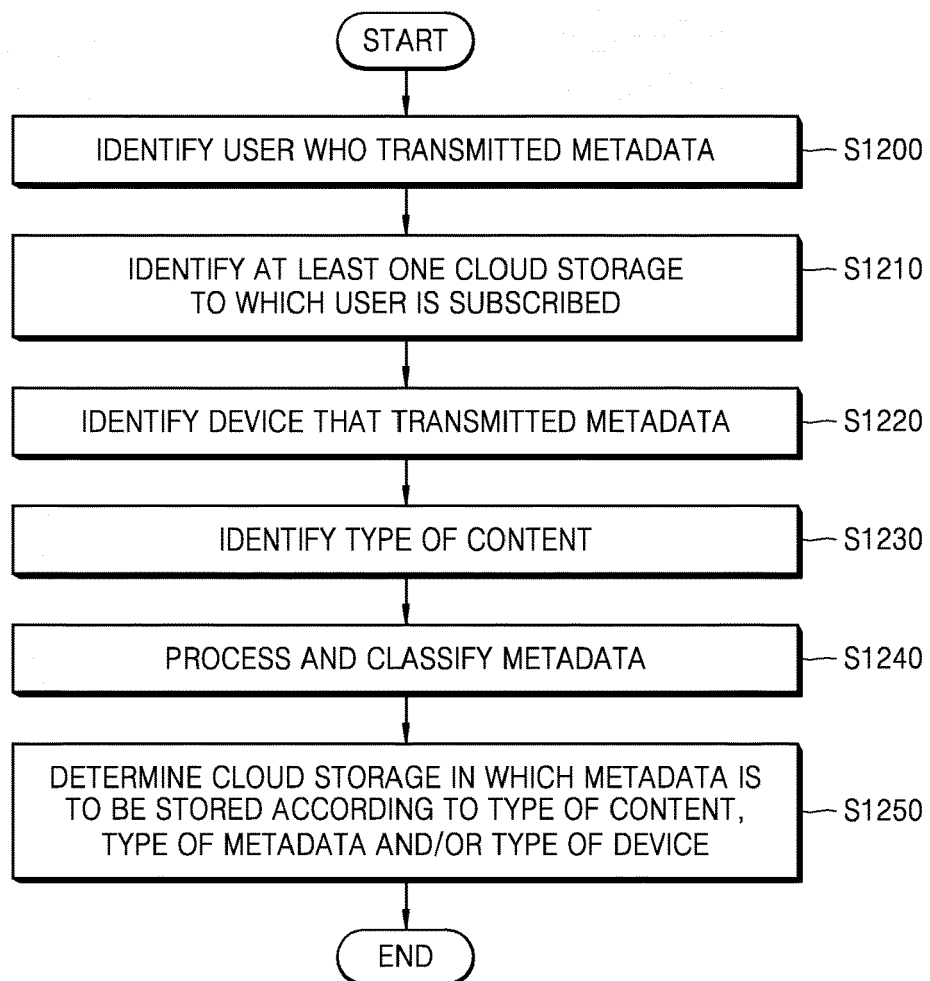 START
IDENTIFY USER WHO TRANSMITTED METADATA
S1200
IDENTIFY AT LEAST ONE CLOUD STORAGE
TO WHICH USER IS SUBSCRIBED
S1210
IDENTIFY DEVICE THAT TRANSMITTED METADATA
S1220
IDENTIFY TYPE OF CONTENT
S1230
PROCESS AND CLASSIFY METADATA
S1240
DETERMINE CLOUD STORAGE IN WHICH METADATA IS
TO BE STORED ACCORDING TO TYPE OF CONTENT,
TYPE OF METADATA AND/OR TYPE OF DEVICE
S1250
END